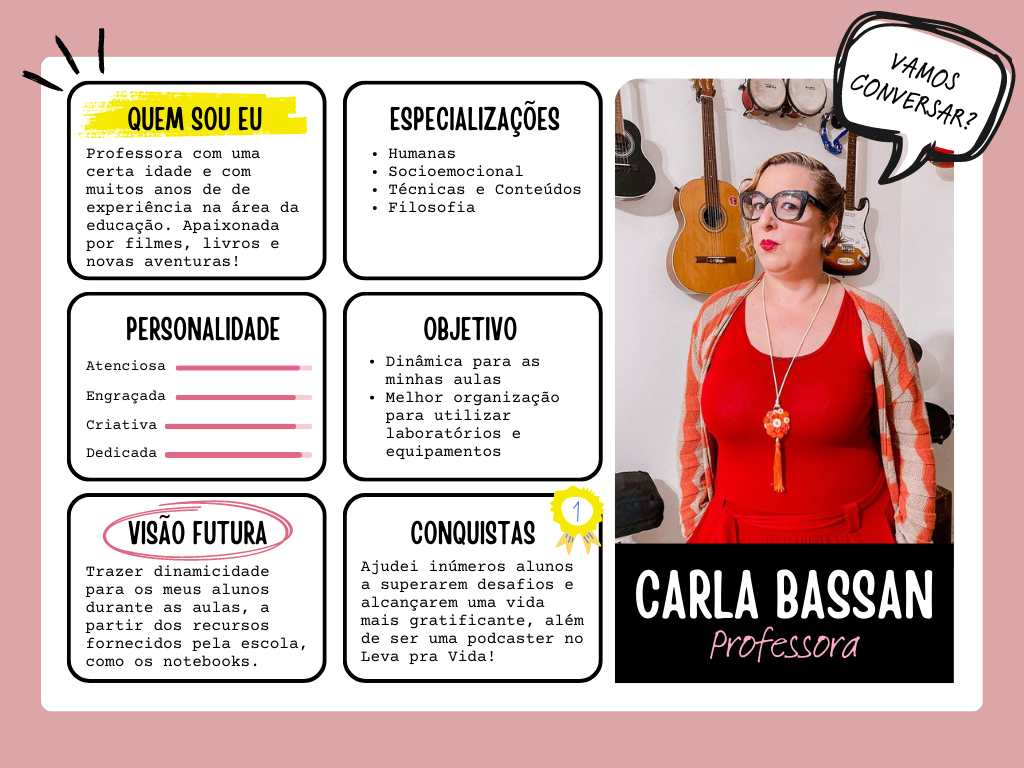 VAMOS
CONVERSAR?
QUEM SOU EU
Professora com uma
certa idade e com
muitos anos de de
experiência na área da
educação. Apaixonada
por filmes, livros e
novas aventuras!
ESPECIALIZAÇÕES
• Humanas
• Socioemocional
• Técnicas e Conteúdos
• Filosofia
PERSONALIDADE
Atenciosa
Engraçada
Criativa
Dedicada
OBJETIVO
• Dinâmica para as
minhas aulas
• Melhor organização
para utilizar
laboratórios e
equipamentos
VISÃO FUTURA
Trazer dinamicidade
para os meus alunos
durante as aulas, a
partir dos recursos
fornecidos pela escola,
como os notebooks.
CONQUISTAS
1
Ajudei inúmeros alunos
a superarem desafios e
alcançarem uma vida
mais gratificante, além
de ser uma podcaster no
Leva pra Vida!
CARLA BASSAN
Professora